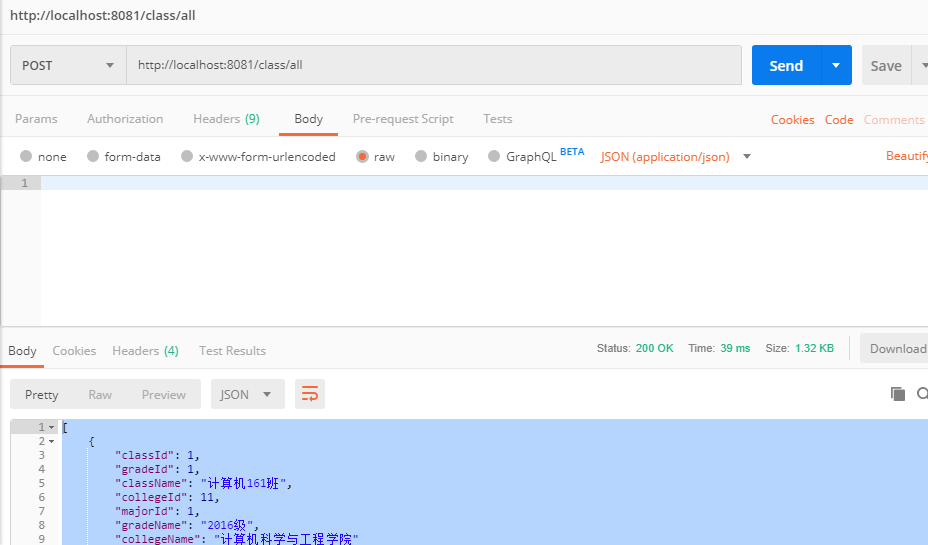 http://localhost:8081/class/all
POST http://localhost:8081/class/all Send Save
Params Authorization Headers (9) Body Pre-request Script Tests Cookies Code Comments
none form-data x-www-form-urlencoded raw binary GraphQL BETA JSON (application/json) Beautify
1
Body Cookies Headers (4) Test Results Status: 200 OK Time: 39 ms Size: 1.32 KB Download
Pretty Raw Preview JSON
1 [
2 {
3 "classId": 1,
4 "gradeId": 1,
5 "className": "计算机161班",
6 "collegeId": 11,
7 "majorId": 1,
8 "gradeName": "2016级",
9 "collegeName": "计算机科学与工程学院"